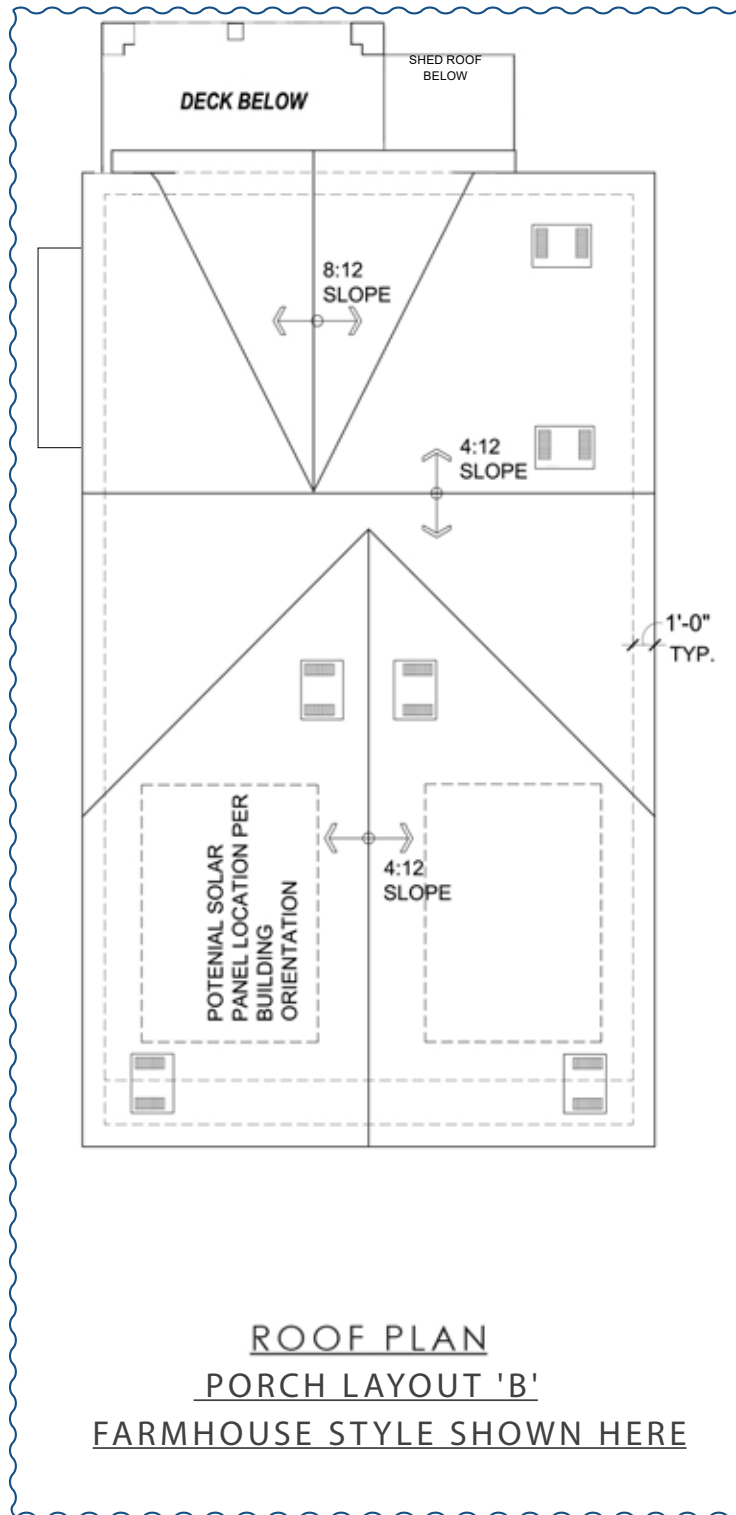 SHED ROOF
BELOW
DECK BELOW
8:12
SLOPE
4:12
SLOPE
1'-0"
TYP.
4:12
SLOPE
POTENIAL SOLAR
PANEL LOCATION PER
BUILDING
ORIENTATION
ROOF PLAN
PORCH LAYOUT 'B'
FARMHOUSE STYLE SHOWN HERE